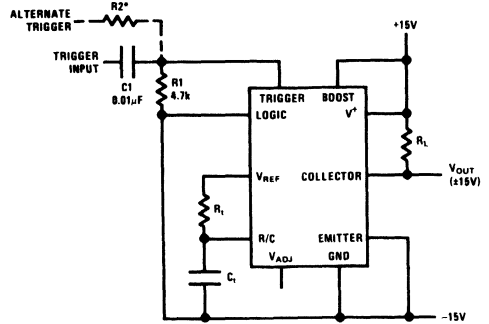 ALTERNATE TRIGGER
R2*
TRIGGER INPUT
C1
0.01μF
R1
4.7k
+15V
TRIGGER
BOOST
LOGIC
V+
RL
VREF
COLLECTOR
VOUT
(±15V)
Rt
R/C
EMITTER
VADJ
GND
Ct
−15V